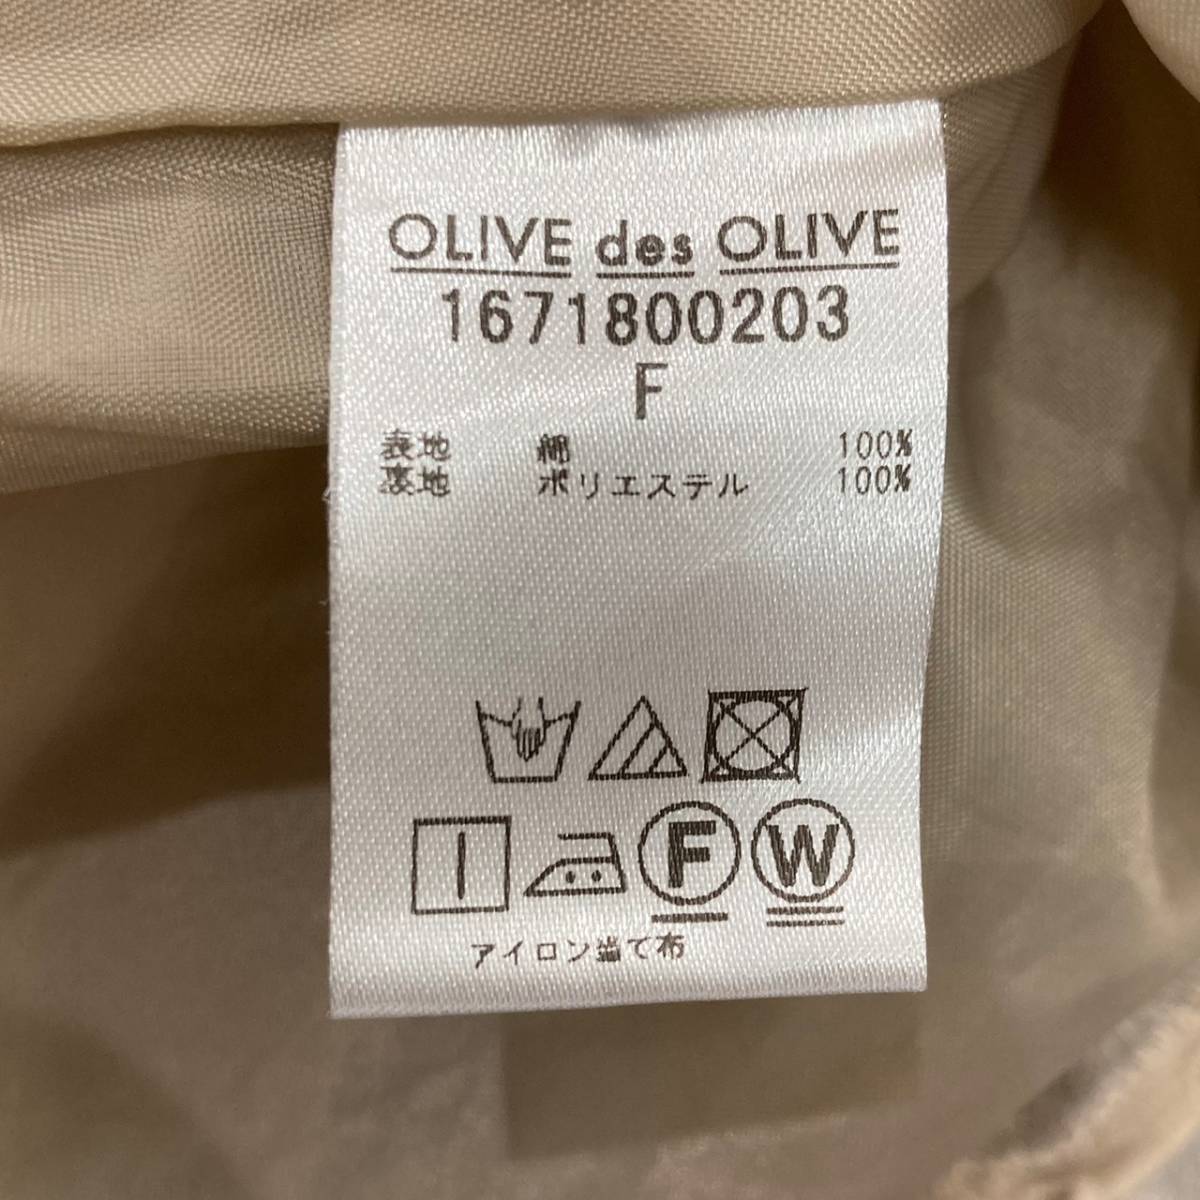 OLIVE des OLIVE
1671800203
F
表地 綿 100%
裏地 ポリエステル 100%
F W
アイロン当て布